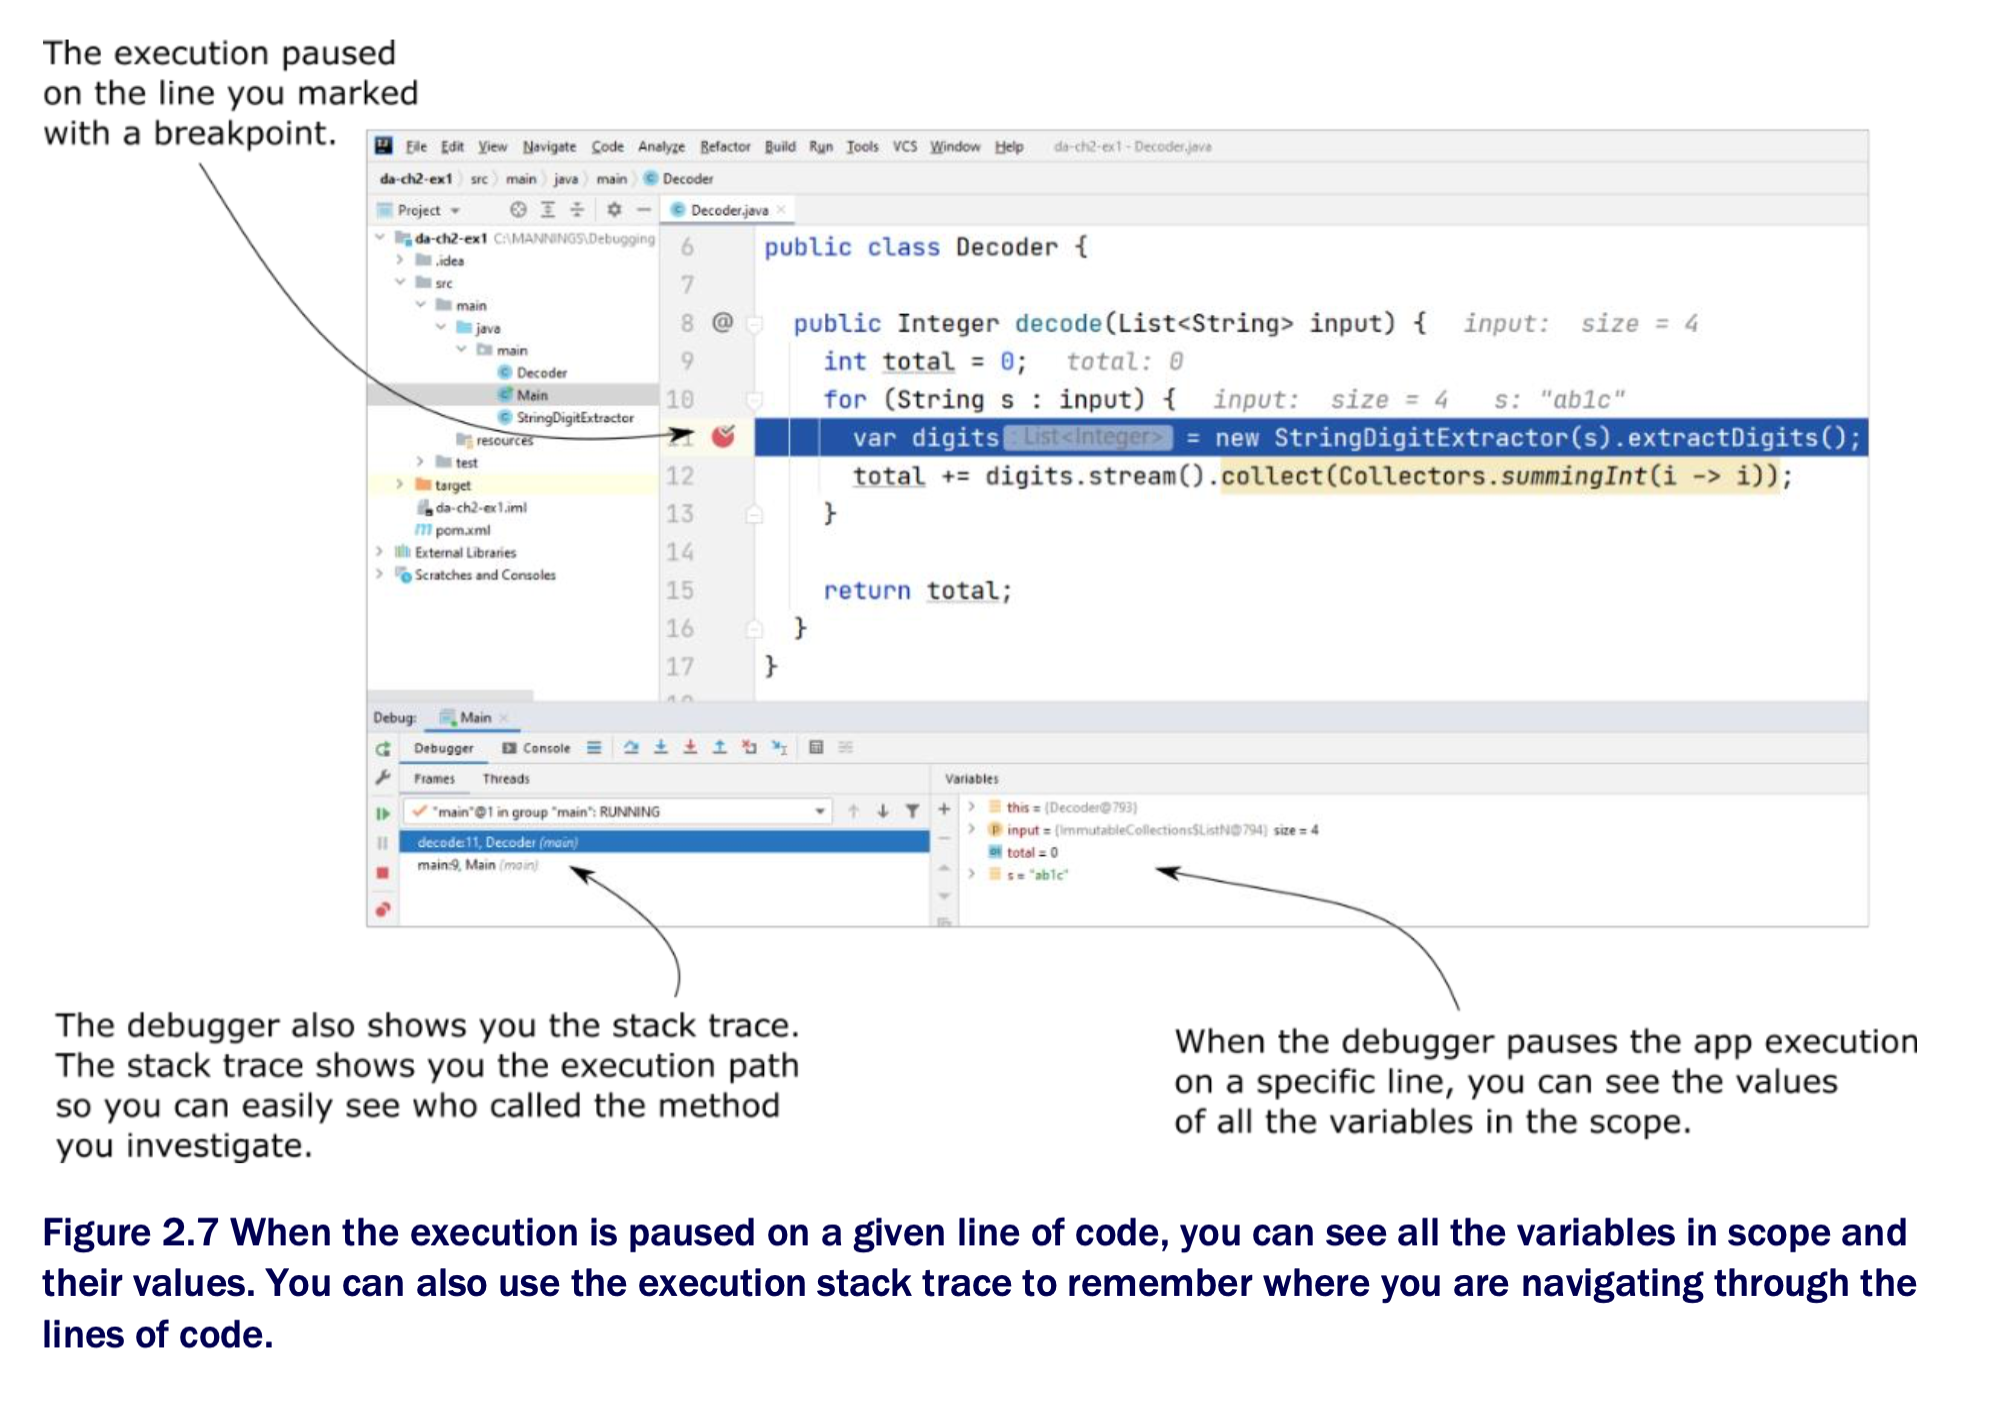 The execution paused
on the line you marked
with a breakpoint.
File Edit View Navigate Code Analyze Refactor Build Run Tools VCS Window Help da-ch2-ex1 - Decoder.java
da-ch2-ex1 src main java main Decoder
Project
Decoder.java
da-ch2-ex1 C:\MANNINGS\Debugging
.idea
src
main
java
main
Decoder
Main
StringDigitExtractor
resources
test
target
da-ch2-ex1.iml
pom.xml
External Libraries
Scratches and Consoles
6 public class Decoder {
7
8 @ public Integer decode(List<String> input) { input: size = 4
9 int total = 0; total: 0
10 for (String s : input) { input: size = 4 s: "ab1c"
11 var digits : List<Integer> = new StringDigitExtractor(s).extractDigits();
12 total += digits.stream().collect(Collectors.summingInt(i -> i));
13 }
14
15 return total;
16 }
17 }
Debug: Main
Debugger Console
Frames Threads
Variables
"main"@1 in group "main": RUNNING
decode:11, Decoder (main)
main:9, Main (main)
this = {Decoder@793}
input = {ImmutableCollections$ListN@794} size = 4
total = 0
s = "ab1c"
The debugger also shows you the stack trace.
The stack trace shows you the execution path
so you can easily see who called the method
you investigate.
When the debugger pauses the app execution
on a specific line, you can see the values
of all the variables in the scope.
Figure 2.7 When the execution is paused on a given line of code, you can see all the variables in scope and
their values. You can also use the execution stack trace to remember where you are navigating through the
lines of code.